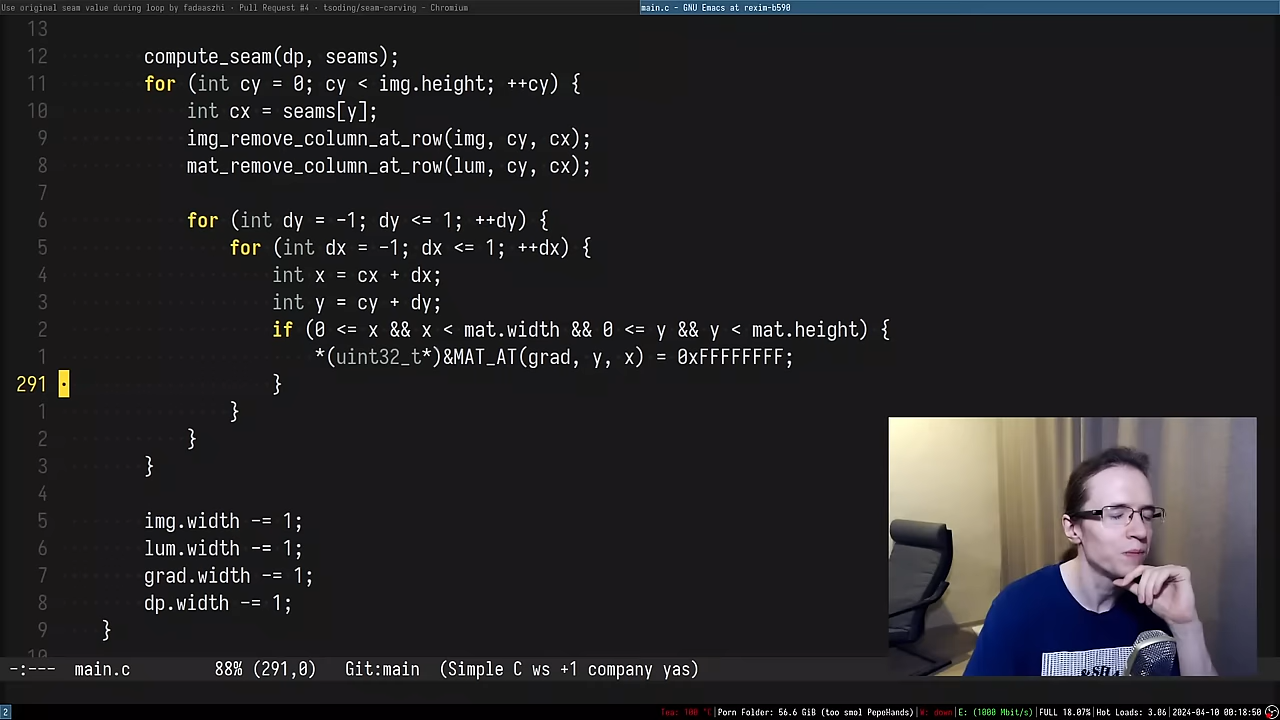 Use original seam value during loop by fadaaszhi · Pull Request #4 · tsoding/seam-carving - Chromium
main.c - GNU Emacs at rexim-b590
13
12 compute_seam(dp, seams);
11 for (int cy = 0; cy < img.height; ++cy) {
10 int cx = seams[y];
9 img_remove_column_at_row(img, cy, cx);
8 mat_remove_column_at_row(lum, cy, cx);
7
6 for (int dy = -1; dy <= 1; ++dy) {
5 for (int dx = -1; dx <= 1; ++dx) {
4 int x = cx + dx;
3 int y = cy + dy;
2 if (0 <= x && x < mat.width && 0 <= y && y < mat.height) {
1 *(uint32_t*)&MAT_AT(grad, y, x) = 0xFFFFFFFF;
291 }
1 }
2 }
3 }
4
5 img.width -= 1;
6 lum.width -= 1;
7 grad.width -= 1;
8 dp.width -= 1;
9 }
10
-:--- main.c 88% (291,0) Git:main (Simple C ws +1 company yas)
2 Tea: 100 °C|Porn Folder: 56.6 GiB (too smol PepeHands)|W: down|E: (1000 Mbit/s)|FULL 18.07%|Hot Loads: 3.06|2024-04-10 00:18:50